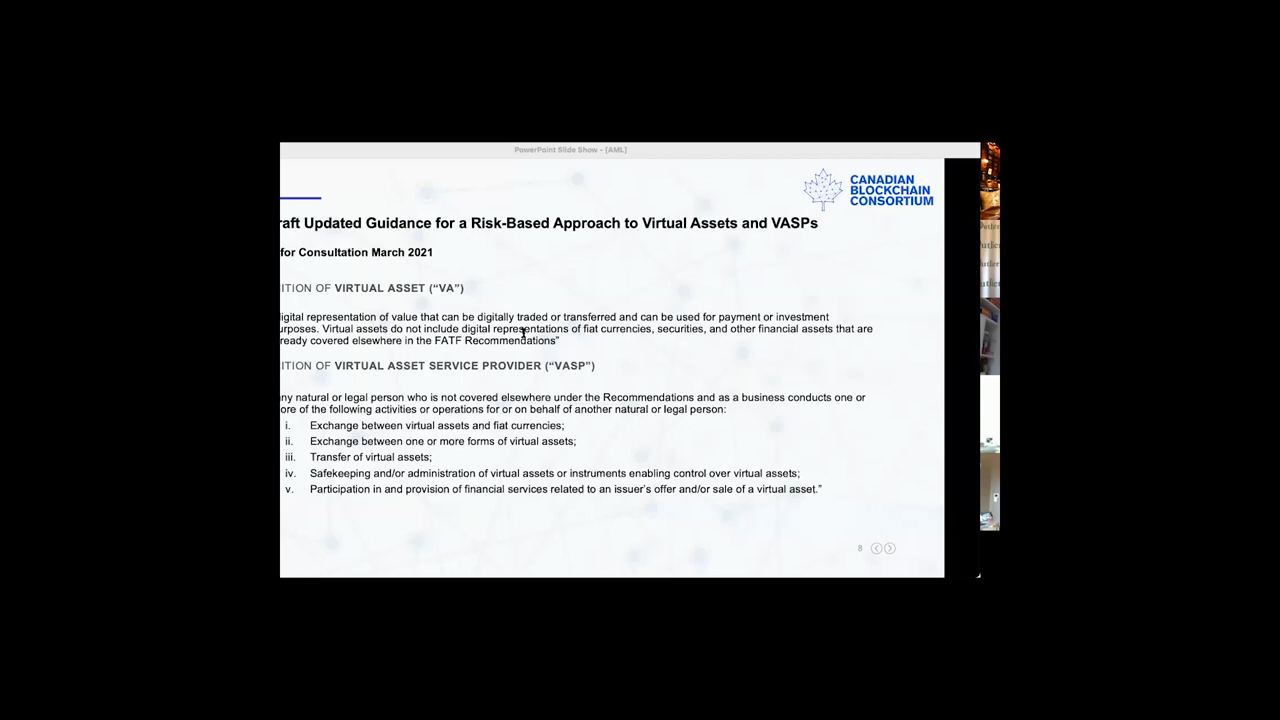 PowerPoint Slide Show - [AML]
CANADIAN
BLOCKCHAIN
CONSORTIUM
raft Updated Guidance for a Risk-Based Approach to Virtual Assets and VASPs
for Consultation March 2021
ITION OF VIRTUAL ASSET (“VA”)
igital representation of value that can be digitally traded or transferred and can be used for payment or investment
urposes. Virtual assets do not include digital representations of fiat currencies, securities, and other financial assets that are
ready covered elsewhere in the FATF Recommendations”
ITION OF VIRTUAL ASSET SERVICE PROVIDER (“VASP”)
ny natural or legal person who is not covered elsewhere under the Recommendations and as a business conducts one or
ore of the following activities or operations for or on behalf of another natural or legal person:
i. Exchange between virtual assets and fiat currencies;
ii. Exchange between one or more forms of virtual assets;
iii. Transfer of virtual assets;
iv. Safekeeping and/or administration of virtual assets or instruments enabling control over virtual assets;
v. Participation in and provision of financial services related to an issuer’s offer and/or sale of a virtual asset.”
8